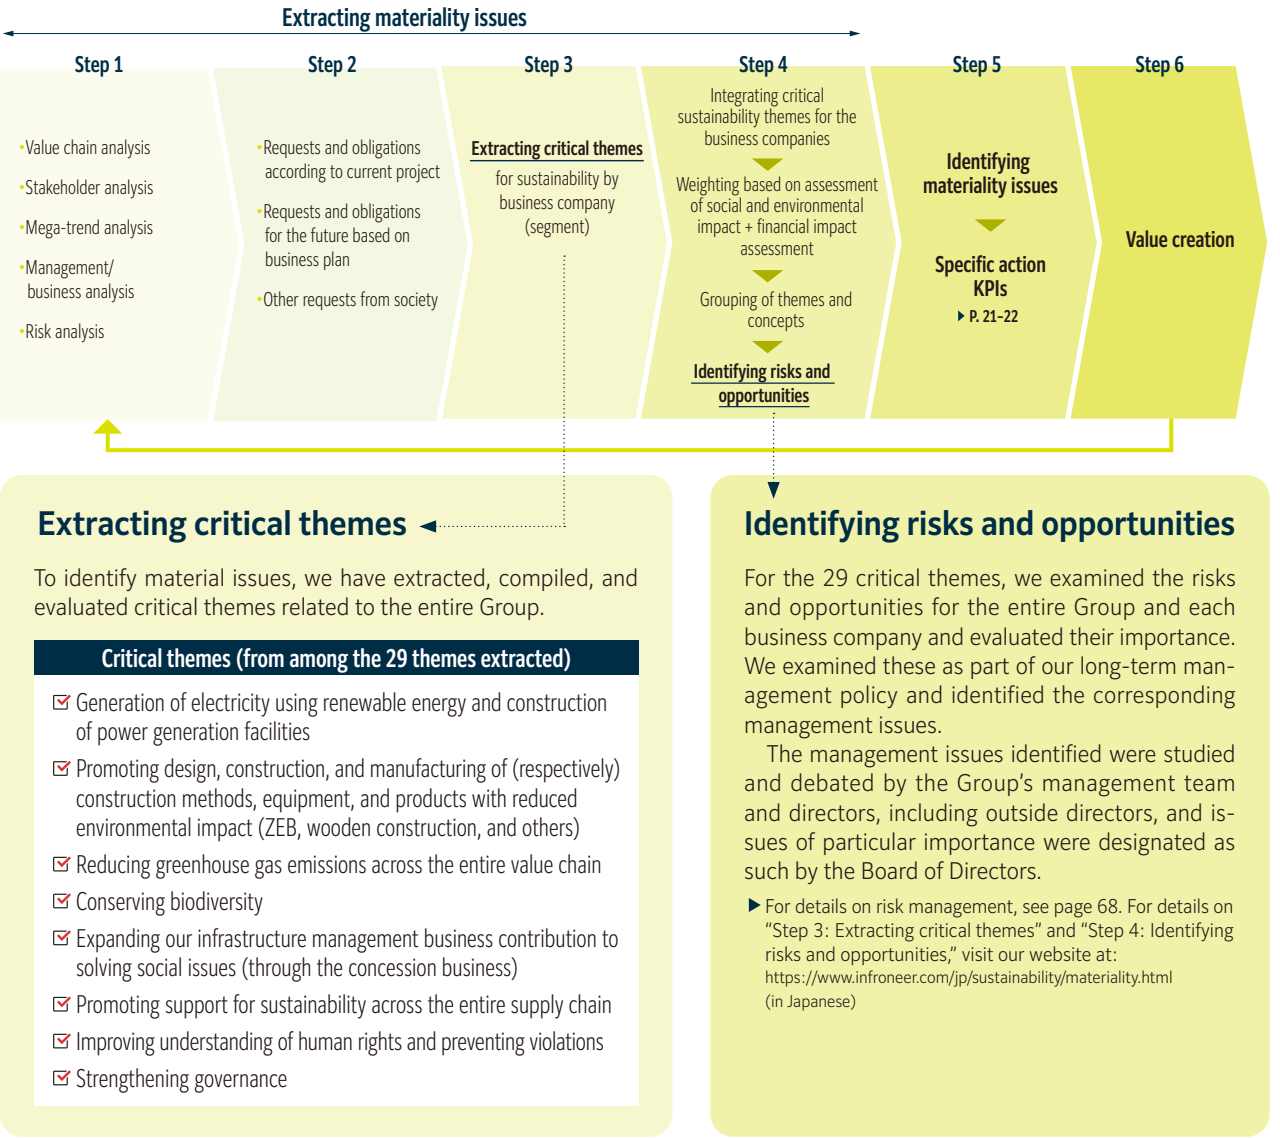 Extracting materiality issues
Step 1
Step 2
Step 3
Step 4
Step 5
Step 6
•Value chain analysis
•Stakeholder analysis
•Mega-trend analysis
•Management/
business analysis
•Risk analysis
•Requests and obligations
according to current project
•Requests and obligations
for the future based on
business plan
•Other requests from society
Extracting critical themes
for sustainability by
business company
(segment)
Integrating critical
sustainability themes for the
business companies
Weighting based on assessment
of social and environmental
impact + financial impact
assessment
Grouping of themes and
concepts
Identifying risks and
opportunities
Identifying
materiality issues
Specific action
KPIs
P. 21–22
Value creation
Extracting critical themes
To identify material issues, we have extracted, compiled, and
evaluated critical themes related to the entire Group.
Critical themes (from among the 29 themes extracted)
Generation of electricity using renewable energy and construction
of power generation facilities
Promoting design, construction, and manufacturing of (respectively)
construction methods, equipment, and products with reduced
environmental impact (ZEB, wooden construction, and others)
Reducing greenhouse gas emissions across the entire value chain
Conserving biodiversity
Expanding our infrastructure management business contribution to
solving social issues (through the concession business)
Promoting support for sustainability across the entire supply chain
Improving understanding of human rights and preventing violations
Strengthening governance
Identifying risks and opportunities
For the 29 critical themes, we examined the risks
and opportunities for the entire Group and each
business company and evaluated their importance.
We examined these as part of our long-term man-
agement policy and identified the corresponding
management issues.
The management issues identified were studied
and debated by the Group’s management team
and directors, including outside directors, and is-
sues of particular importance were designated as
such by the Board of Directors.
For details on risk management, see page 68. For details on
“Step 3: Extracting critical themes” and “Step 4: Identifying
risks and opportunities,” visit our website at:
https://www.infroneer.com/jp/sustainability/materiality.html
(in Japanese)